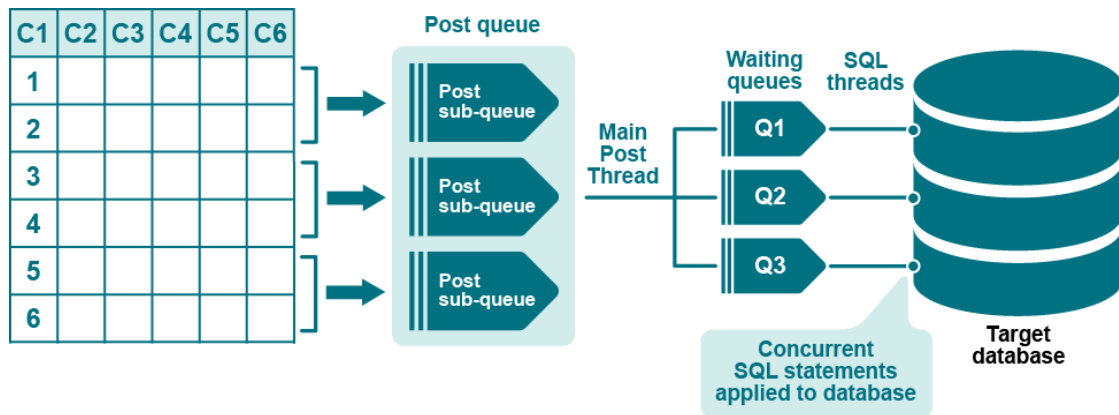 C1 C2 C3 C4 C5 C6
1
2
3
4
5
6
Post queue
Post
sub-queue
Post
sub-queue
Post
sub-queue
Main
Post
Thread
Waiting
queues
Q1
Q2
Q3
SQL
threads
Concurrent
SQL statements
applied to database
Target
database